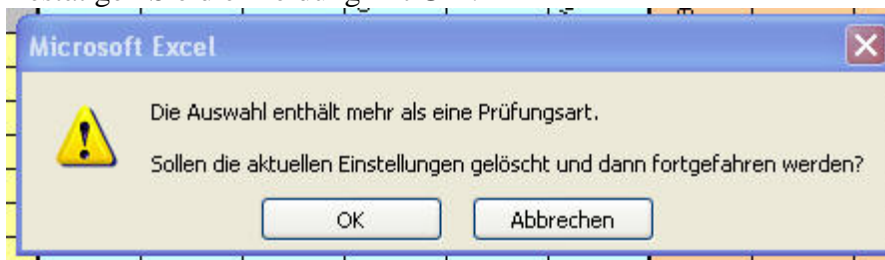 Microsoft Excel
Die Auswahl enthält mehr als eine Prüfungsart.
Sollen die aktuellen Einstellungen gelöscht und dann fortgefahren werden?
OK
Abbrechen